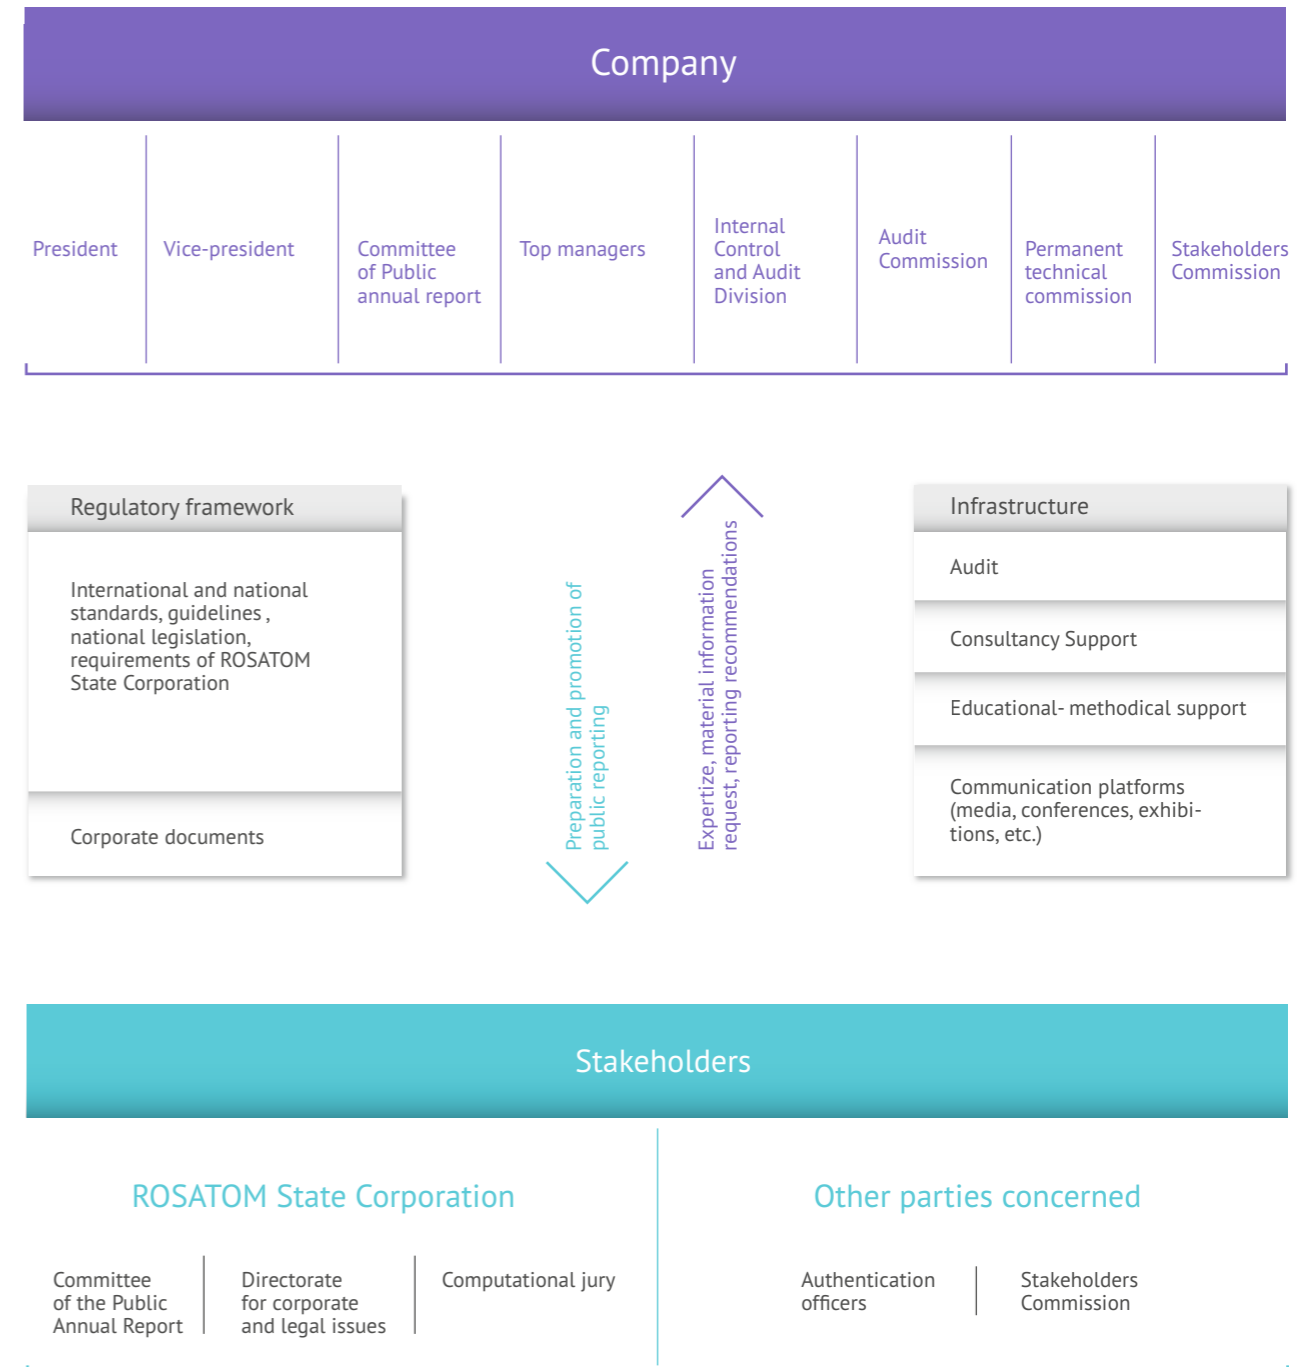 Company
President
Vice-president
Committee
of Public
annual report
Top managers
Internal
Control
and Audit
Division
Audit
Commission
Permanent
technical
commission
Stakeholders
Commission
Regulatory framework
International and national
standards, guidelines ,
national legislation,
requirements of ROSATOM
State Corporation
Corporate documents
Preparation and promotion of
public reporting
Expertize, material information
request, reporting recommendations
Infrastructure
Audit
Consultancy Support
Educational- methodical support
Communication platforms
(media, conferences, exhibi-
tions, etc.)
Stakeholders
ROSATOM State Corporation
Committee
of the Public
Annual Report
Directorate
for corporate
and legal issues
Computational jury
Other parties concerned
Authentication
officers
Stakeholders
Commission